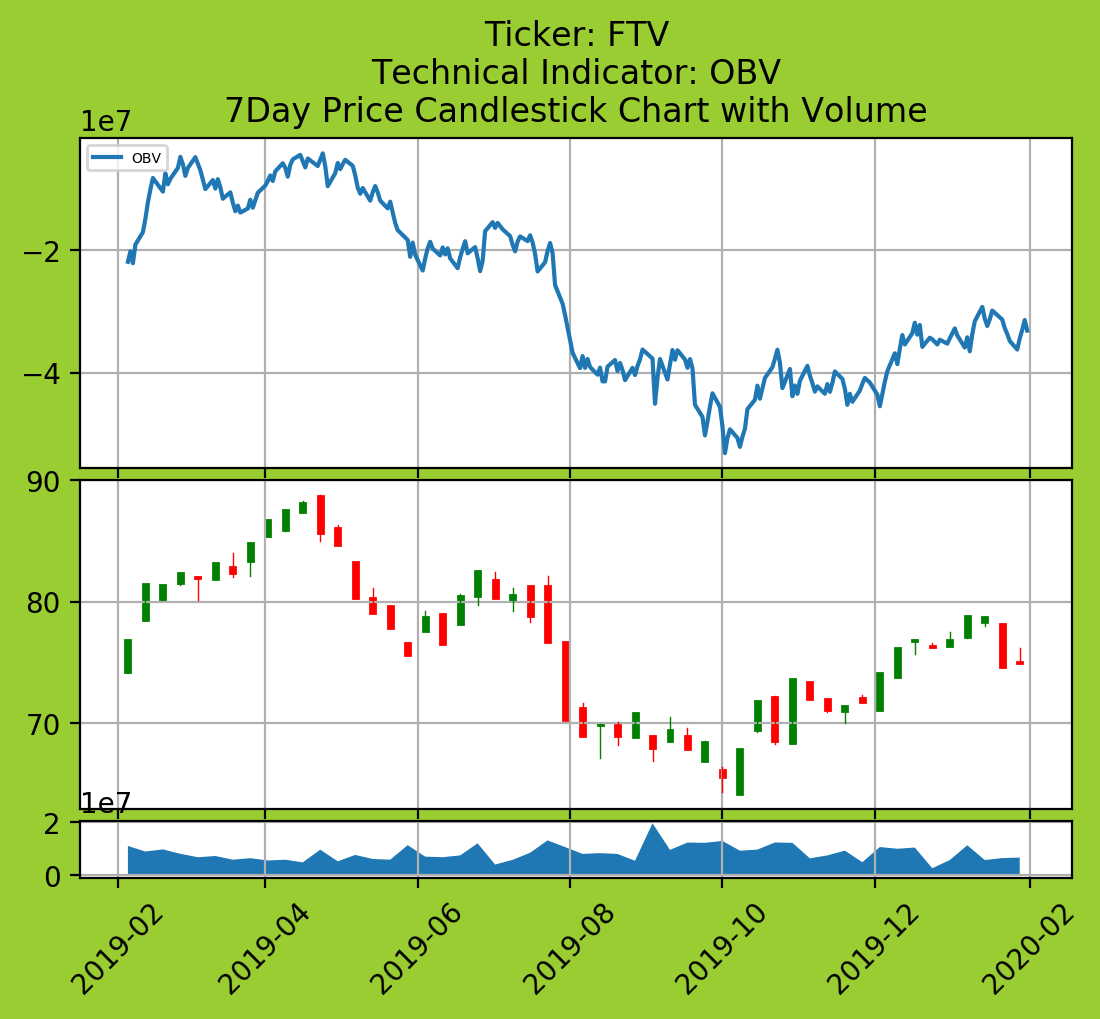 Ticker: FTV
Technical Indicator: OBV
7Day Price Candlestick Chart with Volume
1e7
OBV
−2
−4
90
80
70
1e7
2
0
2019-02
2019-04
2019-06
2019-08
2019-10
2019-12
2020-02